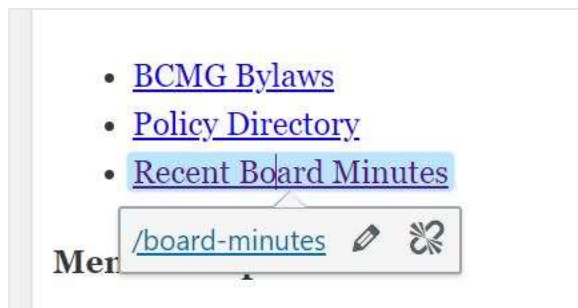 BCMG Bylaws
Policy Directory
Recent Board Minutes
/board-minutes